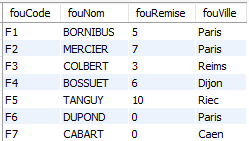 fouCode fouNom fouRemise fouVille
F1 BORNIBUS 5 Paris
F2 MERCIER 7 Paris
F3 COLBERT 3 Reims
F4 BOSSUET 6 Dijon
F5 TANGUY 10 Riec
F6 DUPOND 0 Paris
F7 CABART 0 Caen